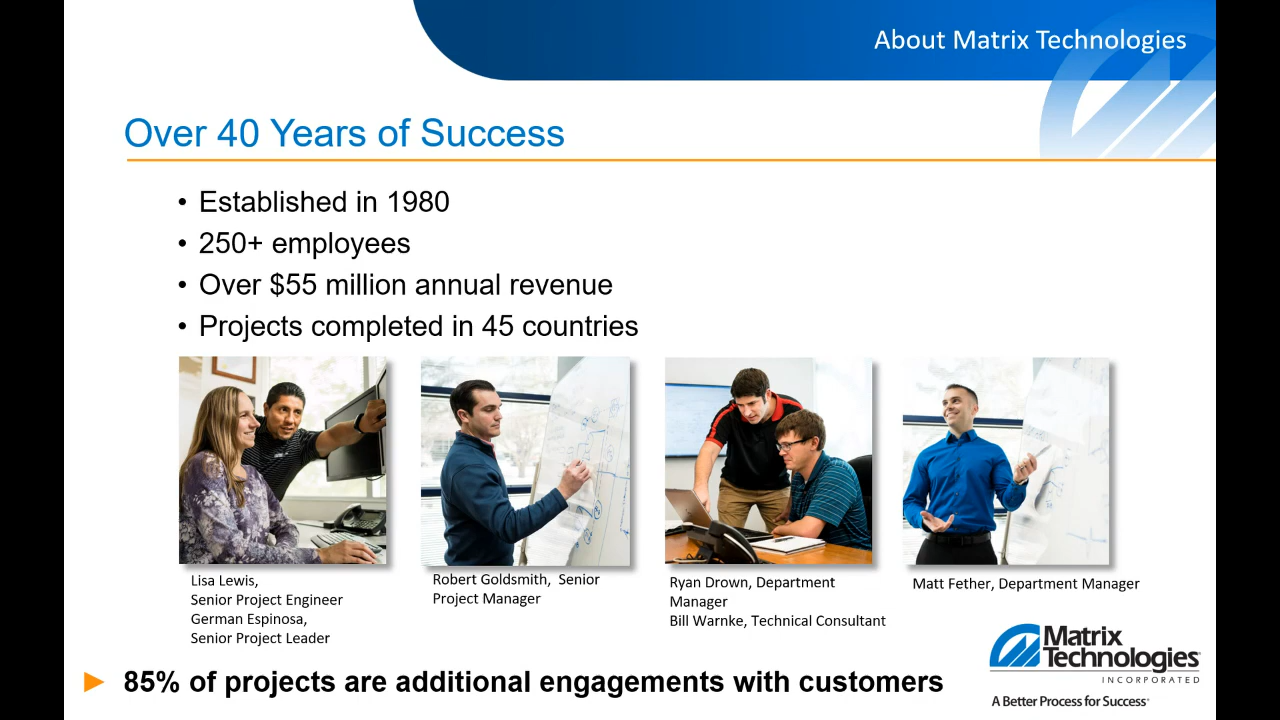 About Matrix Technologies
Over 40 Years of Success
• Established in 1980
• 250+ employees
• Over $55 million annual revenue
• Projects completed in 45 countries
Lisa Lewis,
Senior Project Engineer
German Espinosa,
Senior Project Leader
Robert Goldsmith, Senior
Project Manager
Ryan Drown, Department
Manager
Bill Warnke, Technical Consultant
Matt Fether, Department Manager
85% of projects are additional engagements with customers
Matrix
Technologies
INCORPORATED
A Better Process for Success